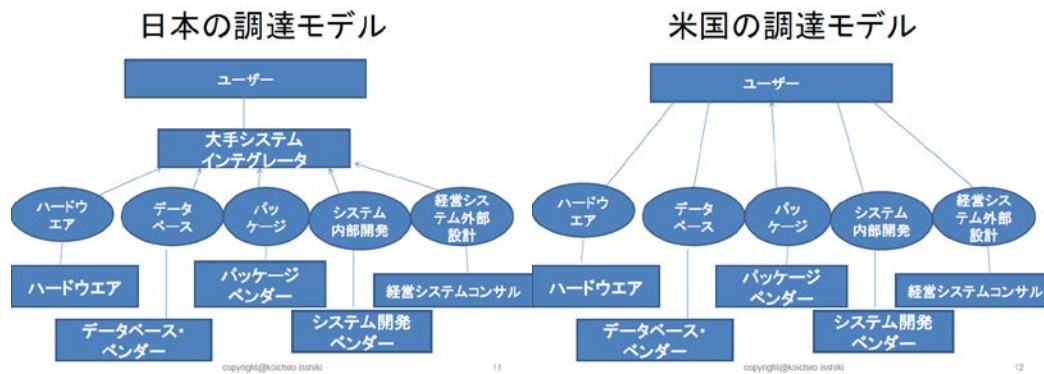 日本の調達モデル
ユーザー
大手システム
インテグレータ
ハードウ
エア
データ
ベース
パッ
ケージ
システム
内部開発
経営シス
テム外部
設計
ハードウエア
パッケージ
ベンダー
経営システムコンサル
データベース・
ベンダー
システム開発
ベンダー
copyright@koichiro isshiki
11
米国の調達モデル
ユーザー
ハードウ
エア
データ
ベース
パッ
ケージ
システム
内部開発
経営シス
テム外部
設計
ハードウエア
パッケージ
ベンダー
経営システムコンサル
データベース・
ベンダー
システム開発
ベンダー
copyright@koichiro isshiki
12